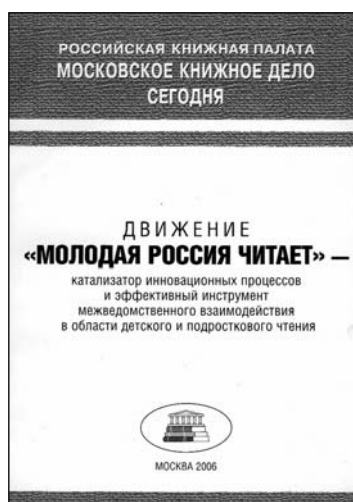 РОССИЙСКАЯ КНИЖНАЯ ПАЛАТА
МОСКОВСКОЕ КНИЖНОЕ ДЕЛО
СЕГОДНЯ
ДВИЖЕНИЕ
«МОЛОДАЯ РОССИЯ ЧИТАЕТ» —
катализатор инновационных процессов
и эффективный инструмент
межведомственного взаимодействия
в области детского и подросткового чтения
МОСКВА 2006